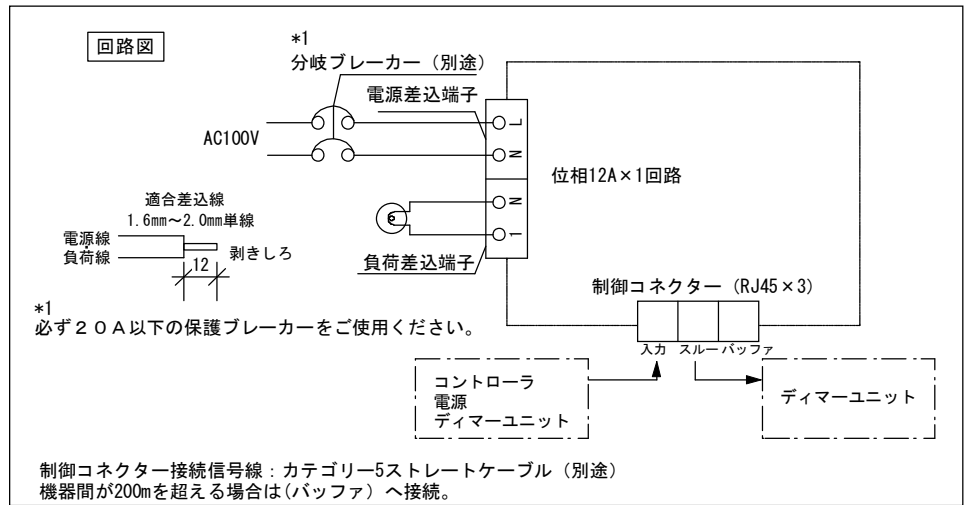 回路図
*1
分岐ブレーカー（別途）
電源差込端子
AC100V
L
N
N
1
位相12A×1回路
負荷差込端子
適合差込線
1.6mm～2.0mm単線
電源線
負荷線
剥きしろ
12
*1
必ず２０Ａ以下の保護ブレーカーをご使用ください。
制御コネクター（RJ45×3）
入力 スルー バッファ
コントローラ
電源
ディマーユニット
ディマーユニット
制御コネクター接続信号線：カテゴリー5ストレートケーブル（別途）
機器間が200mを超える場合は(バッファ）へ接続。